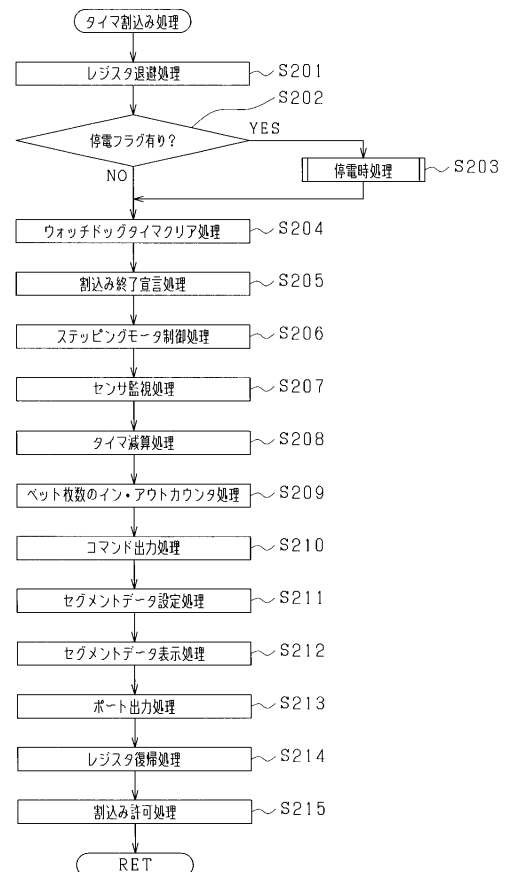 タイマ割込み処理
レジスタ退避処理 S201
S202
停電フラグ有り？ YES
停電時処理 S203
NO
ウォッチドッグタイマクリア処理 S204
割込み終了宣言処理 S205
ステッピングモータ制御処理 S206
センサ監視処理 S207
タイマ減算処理 S208
ベット枚数のイン・アウトカウンタ処理 S209
コマンド出力処理 S210
セグメントデータ設定処理 S211
セグメントデータ表示処理 S212
ポート出力処理 S213
レジスタ復帰処理 S214
割込み許可処理 S215
RET